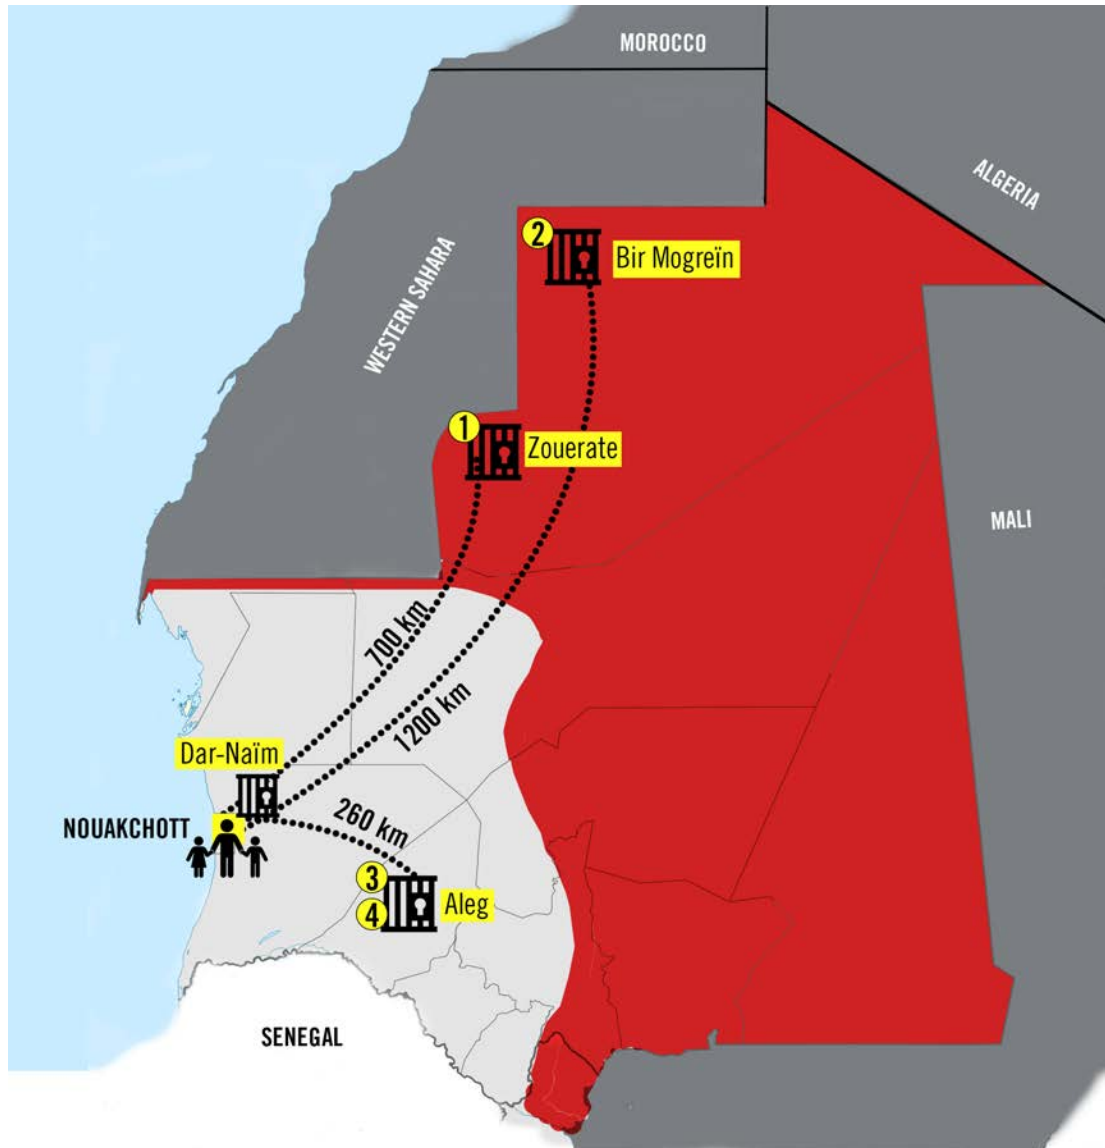 MOROCCO
ALGERIA
2
Bir Mogreïn
WESTERN SAHARA
1
Zouerate
MALI
700 km
1200 km
Dar-Naïm
NOUAKCHOTT
260 km
3
4
Aleg
SENEGAL